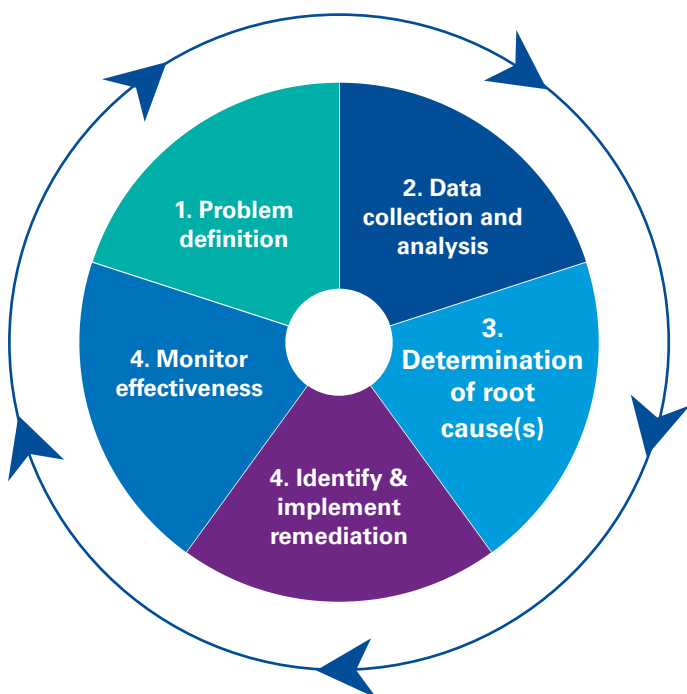 1. Problem
definition
2. Data
collection and
analysis
3.
Determination
of root
cause(s)
4. Identify &
implement
remediation
4. Monitor
effectiveness